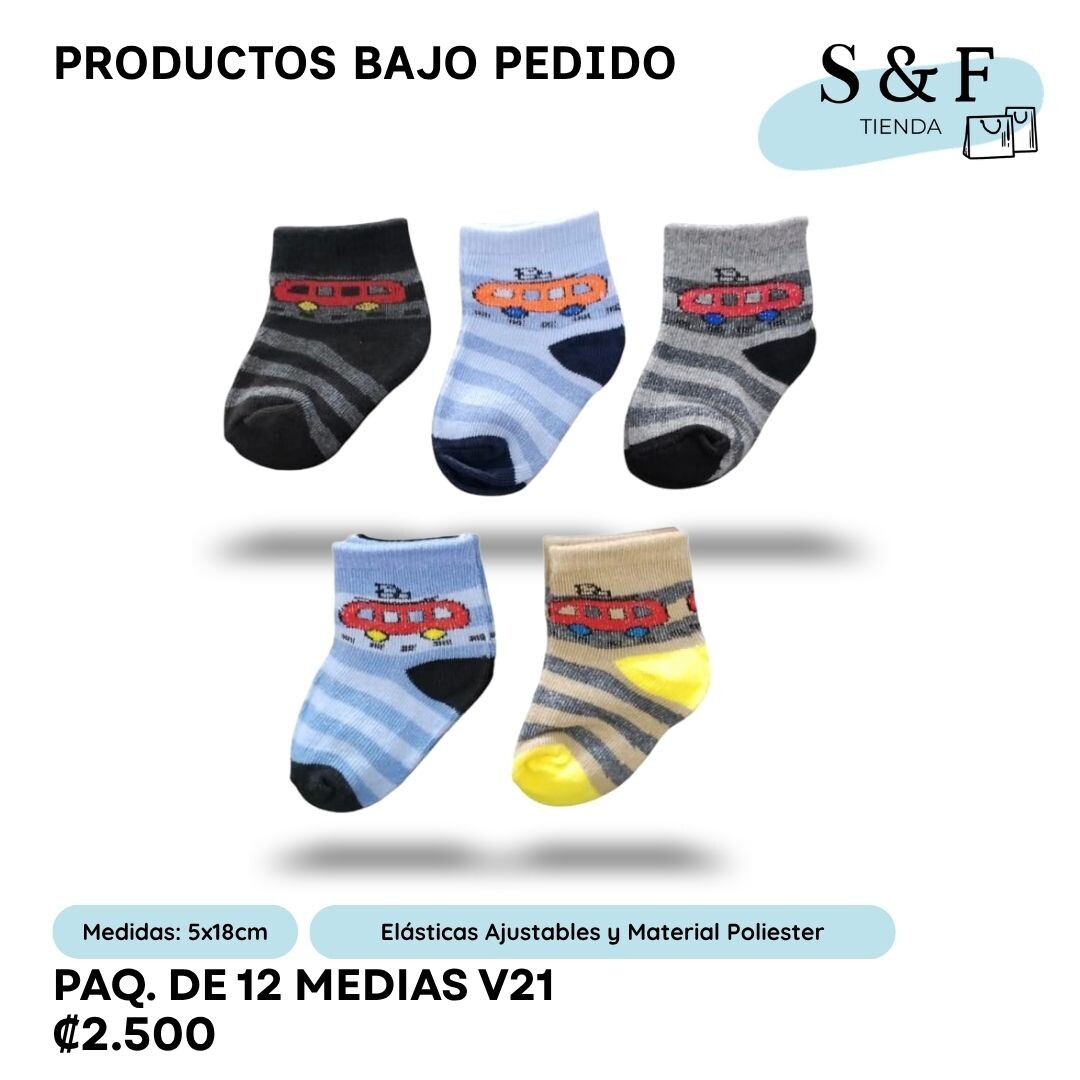 PRODUCTOS BAJO PEDIDO
S & F
TIENDA
Medidas: 5x18cm
Elásticas Ajustables y Material Poliester
PAQ. DE 12 MEDIAS V21
₡2.500